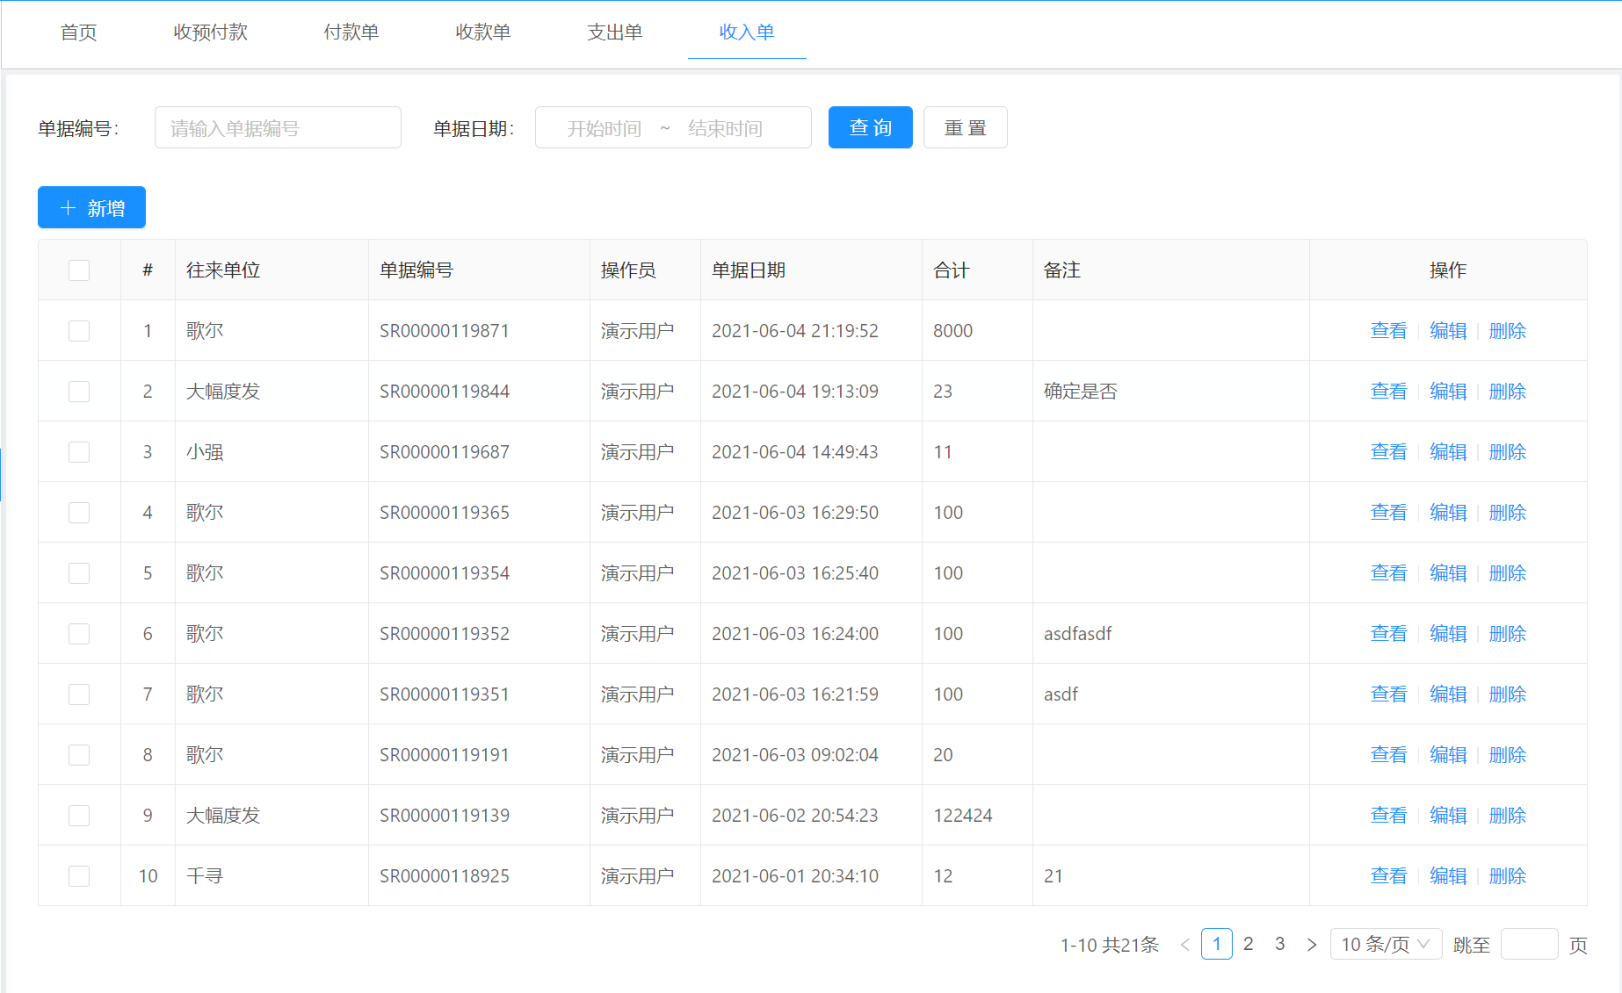 首页 收预付款 付款单 收款单 支出单 收入单
单据编号: 请输入单据编号 单据日期: 开始时间 ~ 结束时间 查 询 重 置
+ 新增
# 往来单位 单据编号 操作员 单据日期 合计 备注 操作
1 歌尔 SR00000119871 演示用户 2021-06-04 21:19:52 8000 查看 编辑 删除
2 大幅度发 SR00000119844 演示用户 2021-06-04 19:13:09 23 确定是否 查看 编辑 删除
3 小强 SR00000119687 演示用户 2021-06-04 14:49:43 11 查看 编辑 删除
4 歌尔 SR00000119365 演示用户 2021-06-03 16:29:50 100 查看 编辑 删除
5 歌尔 SR00000119354 演示用户 2021-06-03 16:25:40 100 查看 编辑 删除
6 歌尔 SR00000119352 演示用户 2021-06-03 16:24:00 100 asdfasdf 查看 编辑 删除
7 歌尔 SR00000119351 演示用户 2021-06-03 16:21:59 100 asdf 查看 编辑 删除
8 歌尔 SR00000119191 演示用户 2021-06-03 09:02:04 20 查看 编辑 删除
9 大幅度发 SR00000119139 演示用户 2021-06-02 20:54:23 122424 查看 编辑 删除
10 千寻 SR00000118925 演示用户 2021-06-01 20:34:10 12 21 查看 编辑 删除
1-10 共21条 < 1 2 3 > 10 条/页 跳至 页